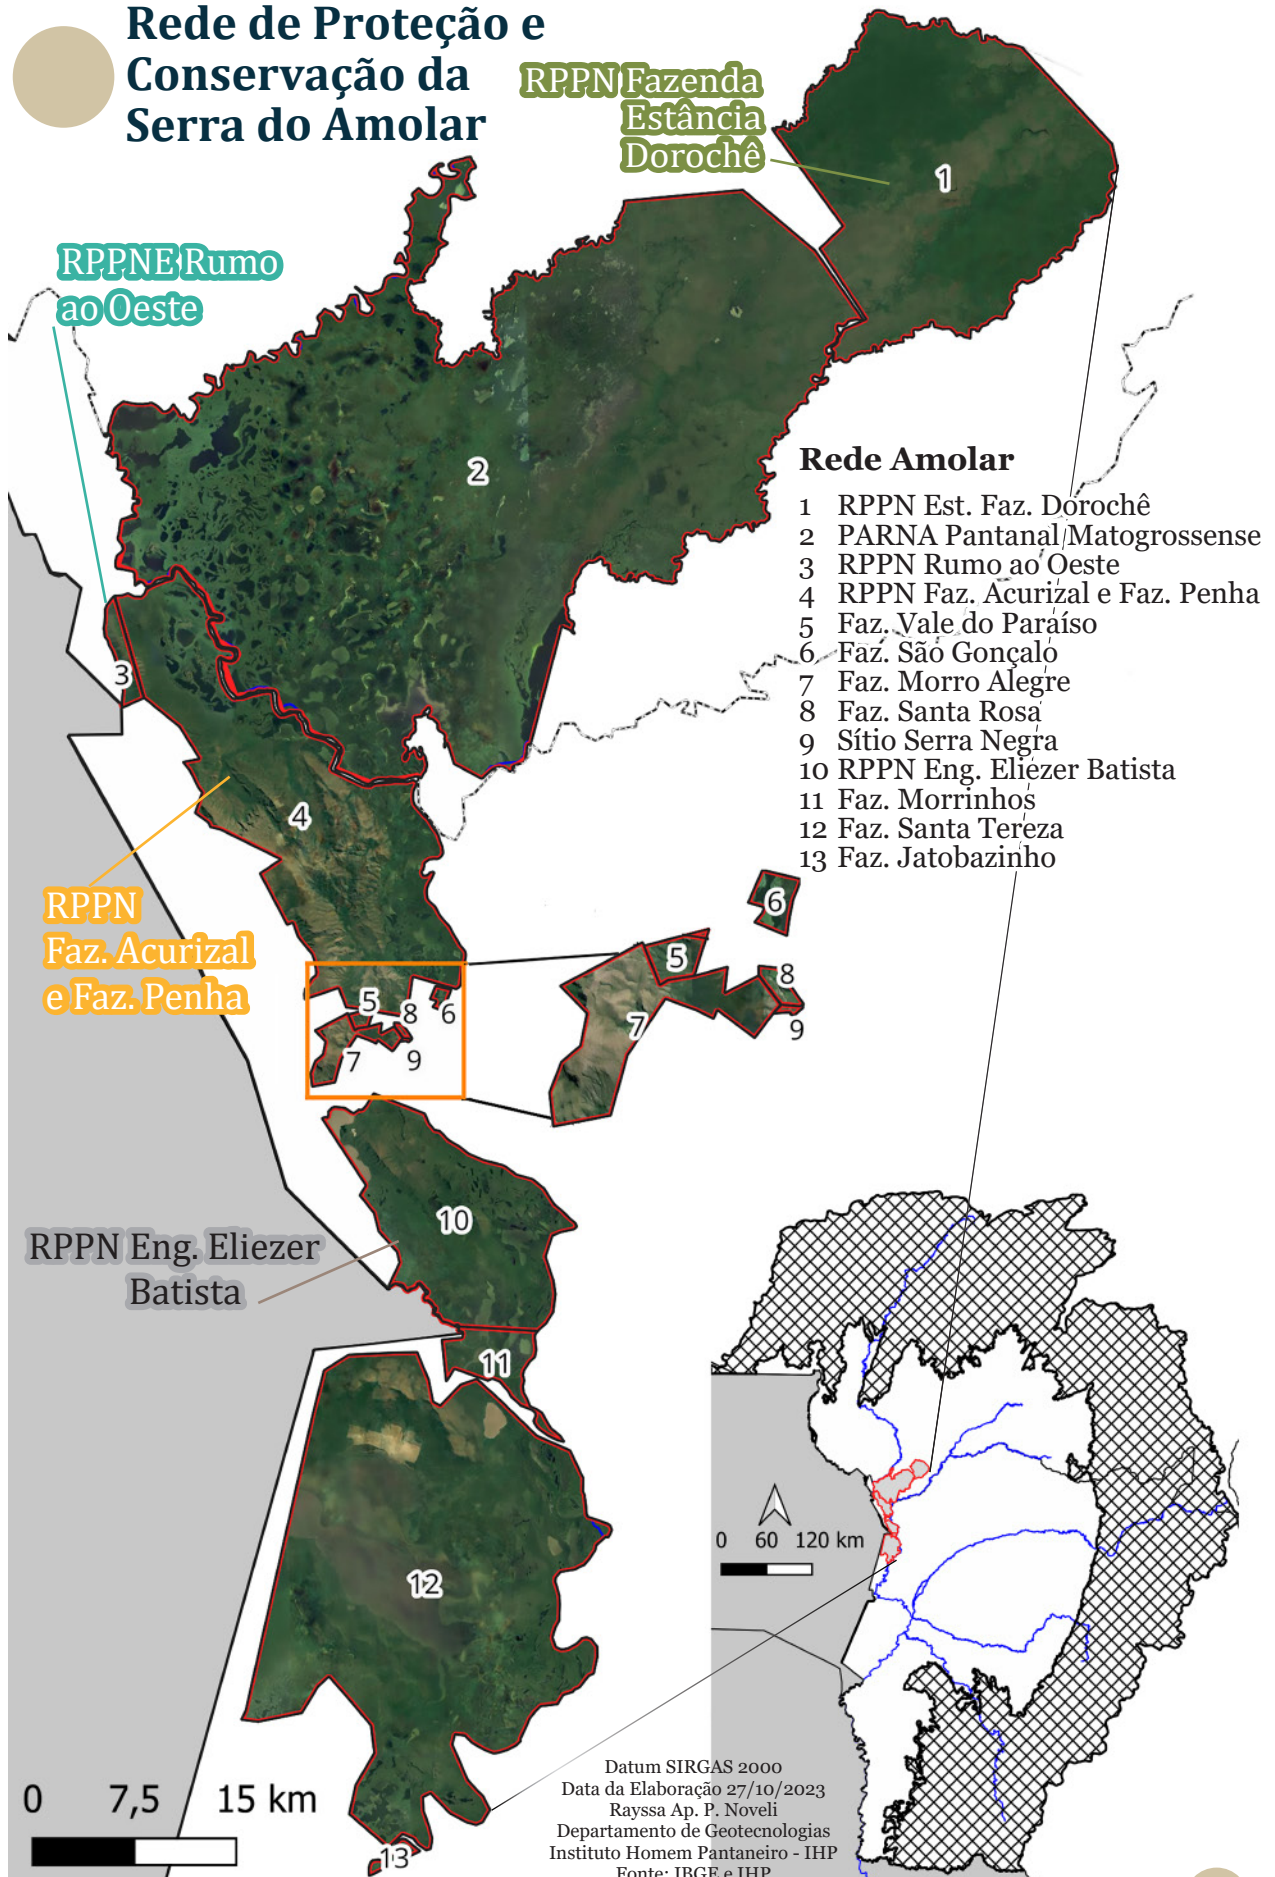 Rede de Proteção e
Conservação da
Serra do Amolar
RPPN Fazenda
Estância
Dorochê
1
RPPNE Rumo
ao Oeste
2
Rede Amolar
1 RPPN Est. Faz. Dorochê
2 PARNA Pantanal Matogrossense
3 RPPN Rumo ao Oeste
4 RPPN Faz. Acurizal e Faz. Penha
5 Faz. Vale do Paraíso
6 Faz. São Gonçalo
7 Faz. Morro Alegre
8 Faz. Santa Rosa
9 Sítio Serra Negra
10 RPPN Eng. Eliezer Batista
11 Faz. Morrinhos
12 Faz. Santa Tereza
13 Faz. Jatobazinho
3
4
RPPN
Faz. Acurizal
e Faz. Penha
5
8
6
7
9
6
5
8
7
9
10
RPPN Eng. Eliezer
Batista
11
12
13
0 60 120 km
0 7,5 15 km
Datum SIRGAS 2000
Data da Elaboração 27/10/2023
Rayssa Ap. P. Noveli
Departamento de Geotecnologias
Instituto Homem Pantaneiro - IHP
Fonte: IBGE e IHP